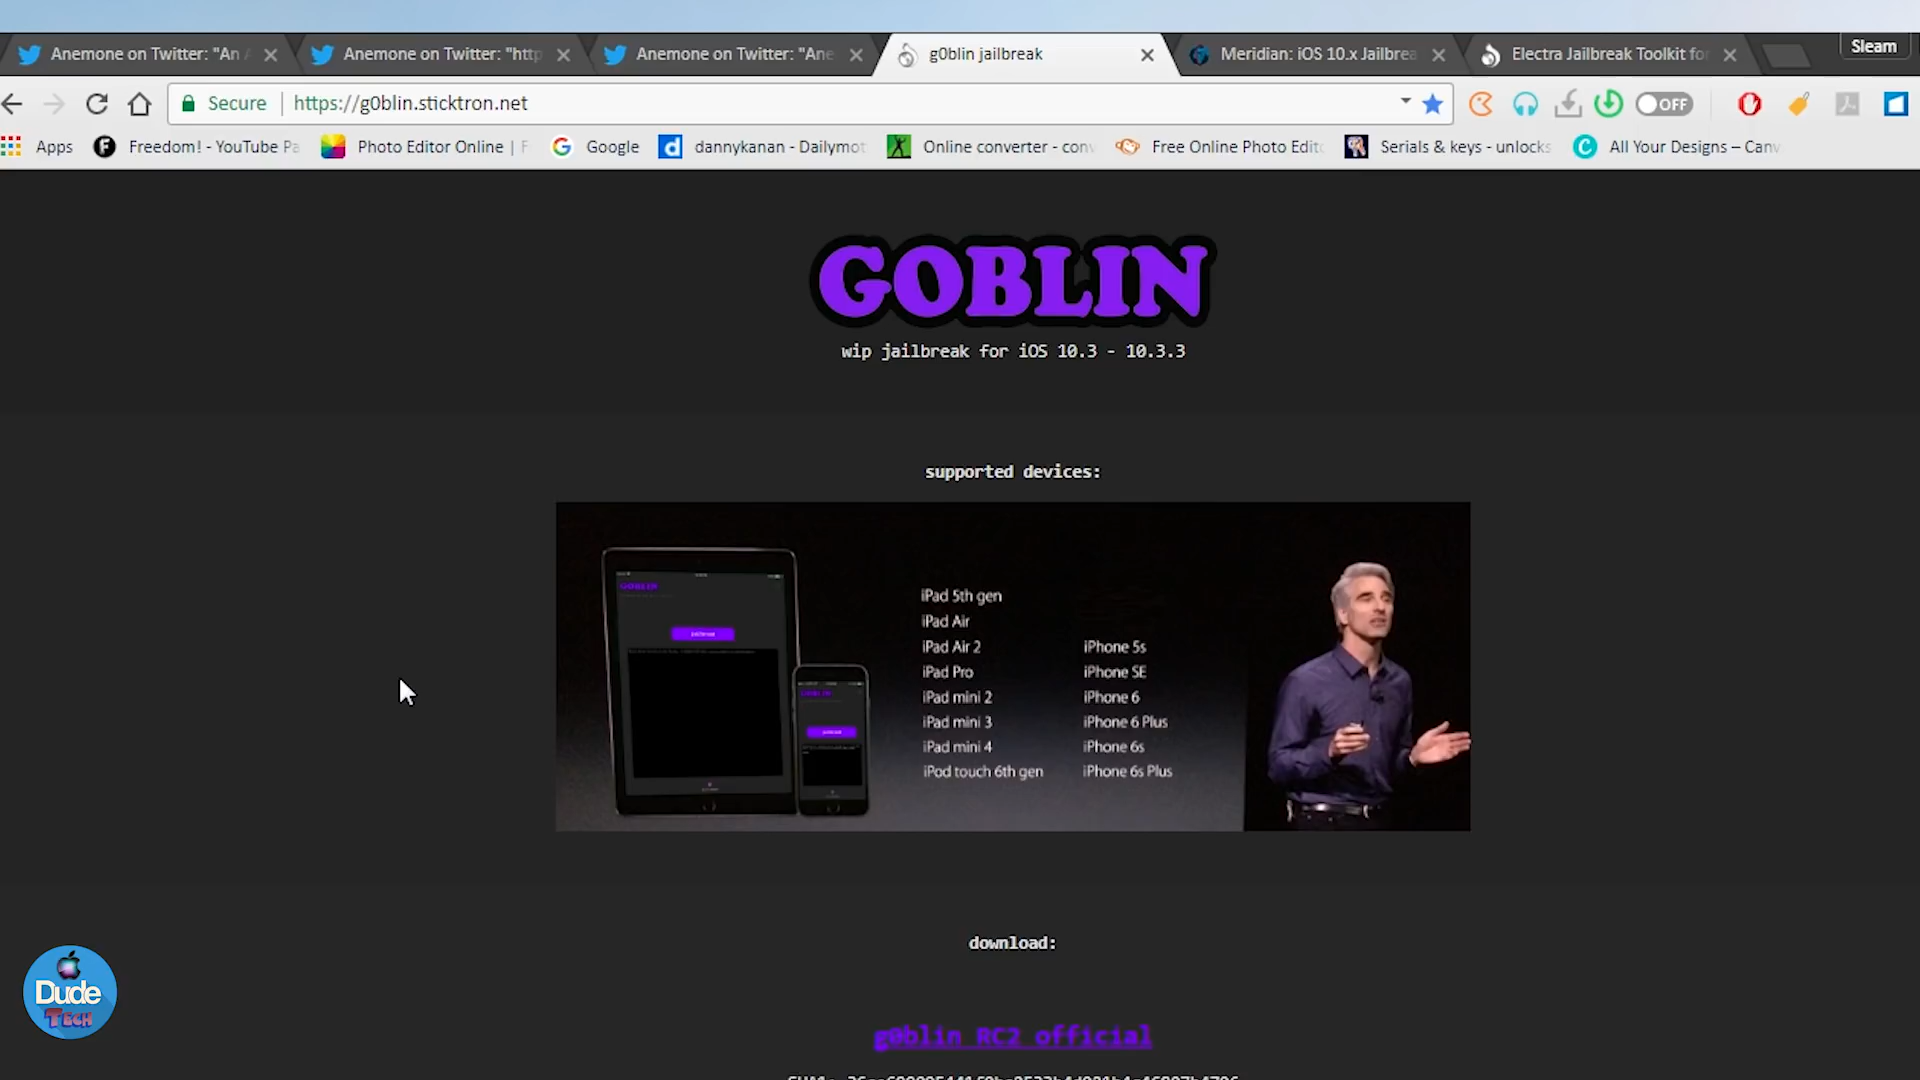 Anemone on Twitter: "An A
Anemone on Twitter: "http
Anemone on Twitter: "Ane
g0blin jailbreak
Meridian: iOS 10.x Jailbrea
Electra Jailbreak Toolkit for
Sleam
Secure
https://g0blin.sticktron.net
OFF
Apps
Freedom! - YouTube Pa
Photo Editor Online | F
Google
dannykanan - Dailymot
Online converter - con
Free Online Photo Edit
Serials & keys - unlocks
All Your Designs – Canv
GOBLIN
wip jailbreak for iOS 10.3 - 10.3.3
supported devices:
GOBLIN
GOBLIN
iPad 5th gen
iPad Air
iPad Air 2
iPad Pro
iPad mini 2
iPad mini 3
iPad mini 4
iPod touch 6th gen
iPhone 5s
iPhone SE
iPhone 6
iPhone 6 Plus
iPhone 6s
iPhone 6s Plus
download:
g0blin RC2 official
Dude
TECH